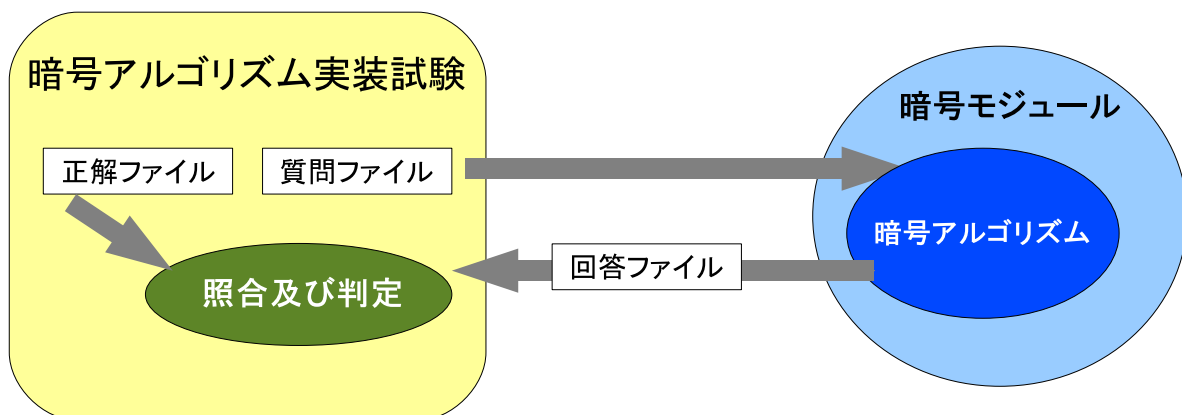 暗号アルゴリズム実装試験
正解ファイル
質問ファイル
照合及び判定
回答ファイル
暗号モジュール
暗号アルゴリズム